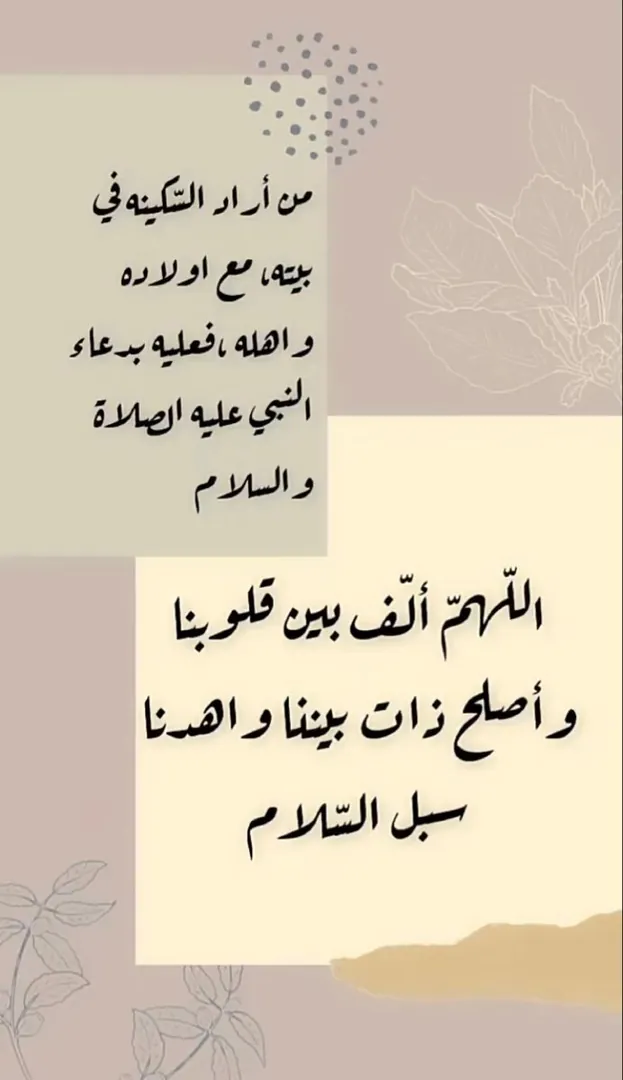 من أراد السّكينه في
بيته، مع اولاده
واهله ،فعليه بدعاء
النبي عليه الصلاة
والسلام
اللّهمّ ألّف بين قلوبنا
وأصلح ذات بيننا واهدنا
سبل السّلام